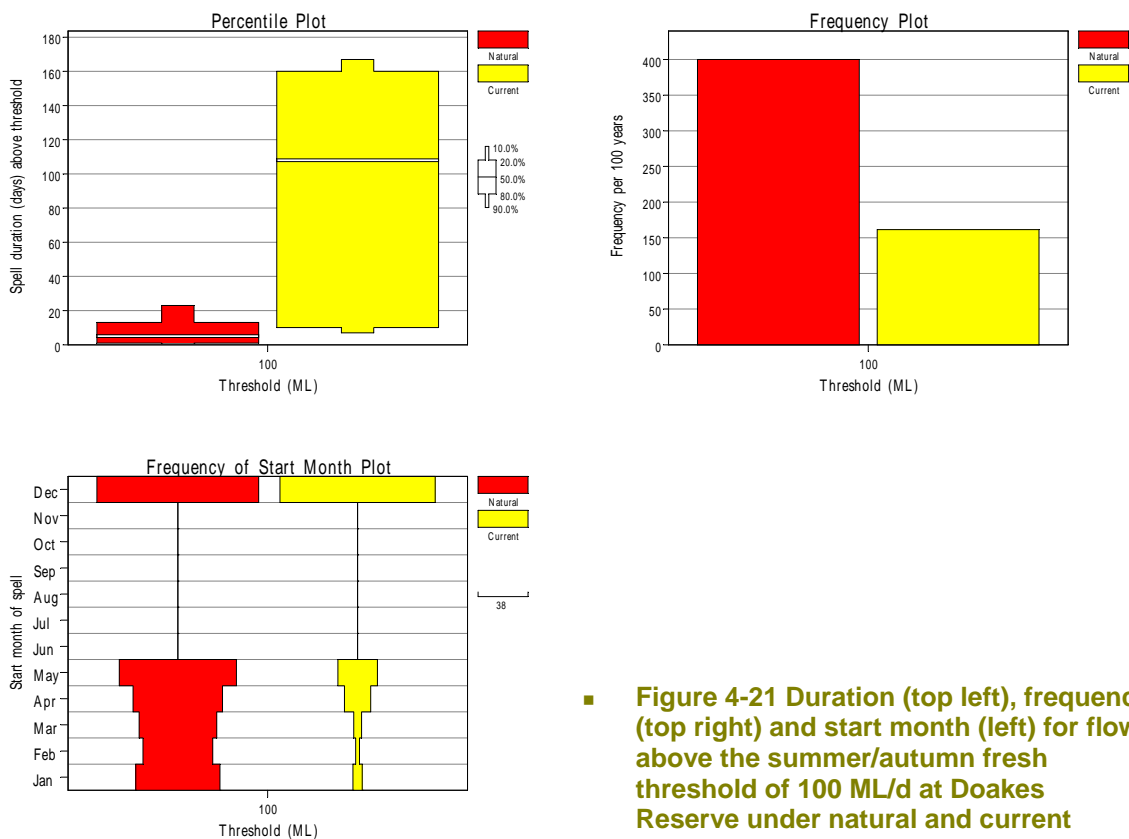 Percentile Plot
180
160
140
120
100
80
60
40
20
0
Spell duration (days) above threshold
100
Threshold (ML)
Natural
Current
10.0%
20.0%
50.0%
80.0%
90.0%
Frequency Plot
400
350
300
250
200
150
100
50
0
Frequency per 100 years
100
Threshold (ML)
Natural
Current
Frequency of Start Month Plot
Dec
Nov
Oct
Sep
Aug
Jul
Jun
May
Apr
Mar
Feb
Jan
Start month of spell
100
Threshold (ML)
Natural
Current
38
▪ Figure 4-21 Duration (top left), frequenc
(top right) and start month (left) for flow
above the summer/autumn fresh
threshold of 100 ML/d at Doakes
Reserve under natural and current